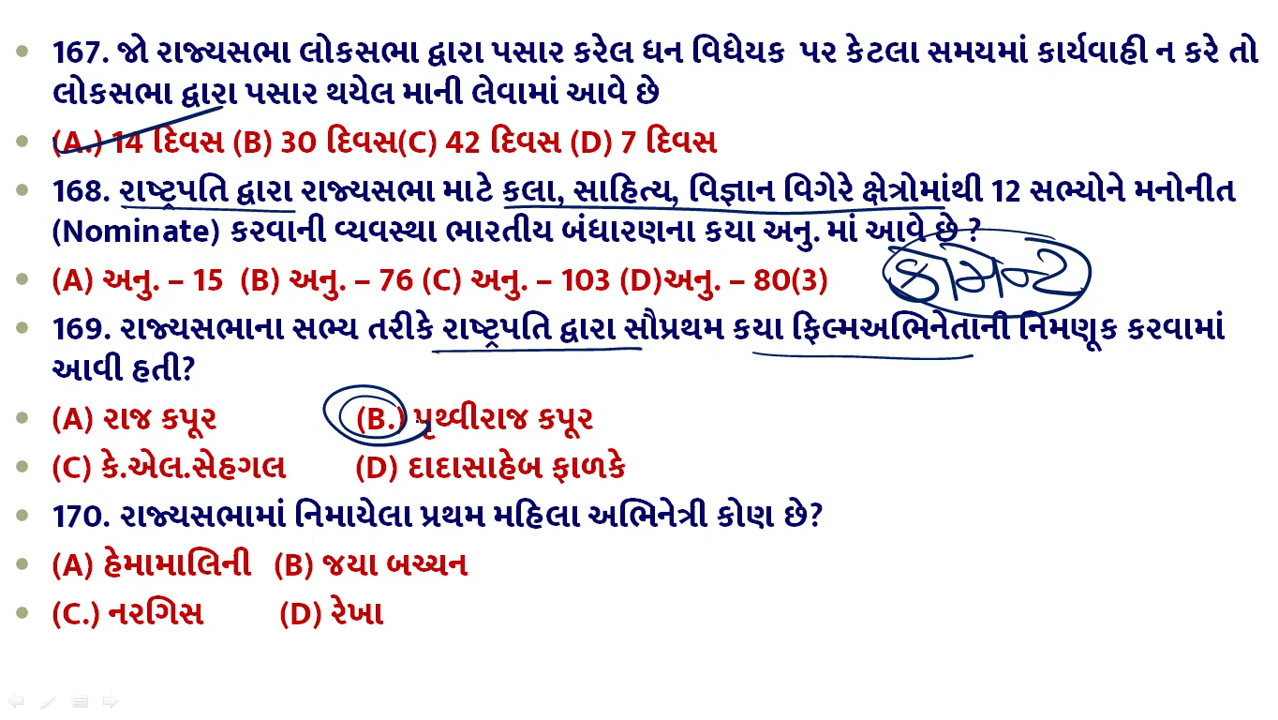 167. જો રાજ્યસભા લોકસભા દ્વારા પસાર કરેલ ધન વિધેયક પર કેટલા સમયમાં કાર્યવાહી ન કરે તો
લોકસભા દ્વારા પસાર થયેલ માની લેવામાં આવે છે
(A.) 14 દિવસ (B) 30 દિવસ(C) 42 દિવસ (D) 7 દિવસ
168. રાષ્ટ્રપતિ દ્વારા રાજ્યસભા માટે કલા, સાહિત્ય, વિજ્ઞાન વિગેરે ક્ષેત્રોમાંથી 12 સભ્યોને મનોનીત
(Nominate) કરવાની વ્યવસ્થા ભારતીય બંધારણના કયા અનુ. માં આવે છે ?
(A) અનુ. – 15 (B) અનુ. – 76 (C) અનુ. – 103 (D)અનુ. – 80(3)
કોમેન્ટ
169. રાજ્યસભાના સભ્ય તરીકે રાષ્ટ્રપતિ દ્વારા સૌપ્રથમ કયા ફિલ્મઅભિનેતાની નિમણૂક કરવામાં
આવી હતી?
(A) રાજ કપૂર (B.) પૃથ્વીરાજ કપૂર
(C) કે.એલ.સેહગલ (D) દાદાસાહેબ ફાળકે
170. રાજ્યસભામાં નિમાયેલા પ્રથમ મહિલા અભિનેત્રી કોણ છે?
(A) હેમામાલિની (B) જયા બચ્ચન
(C.) નરગિસ (D) રેખા